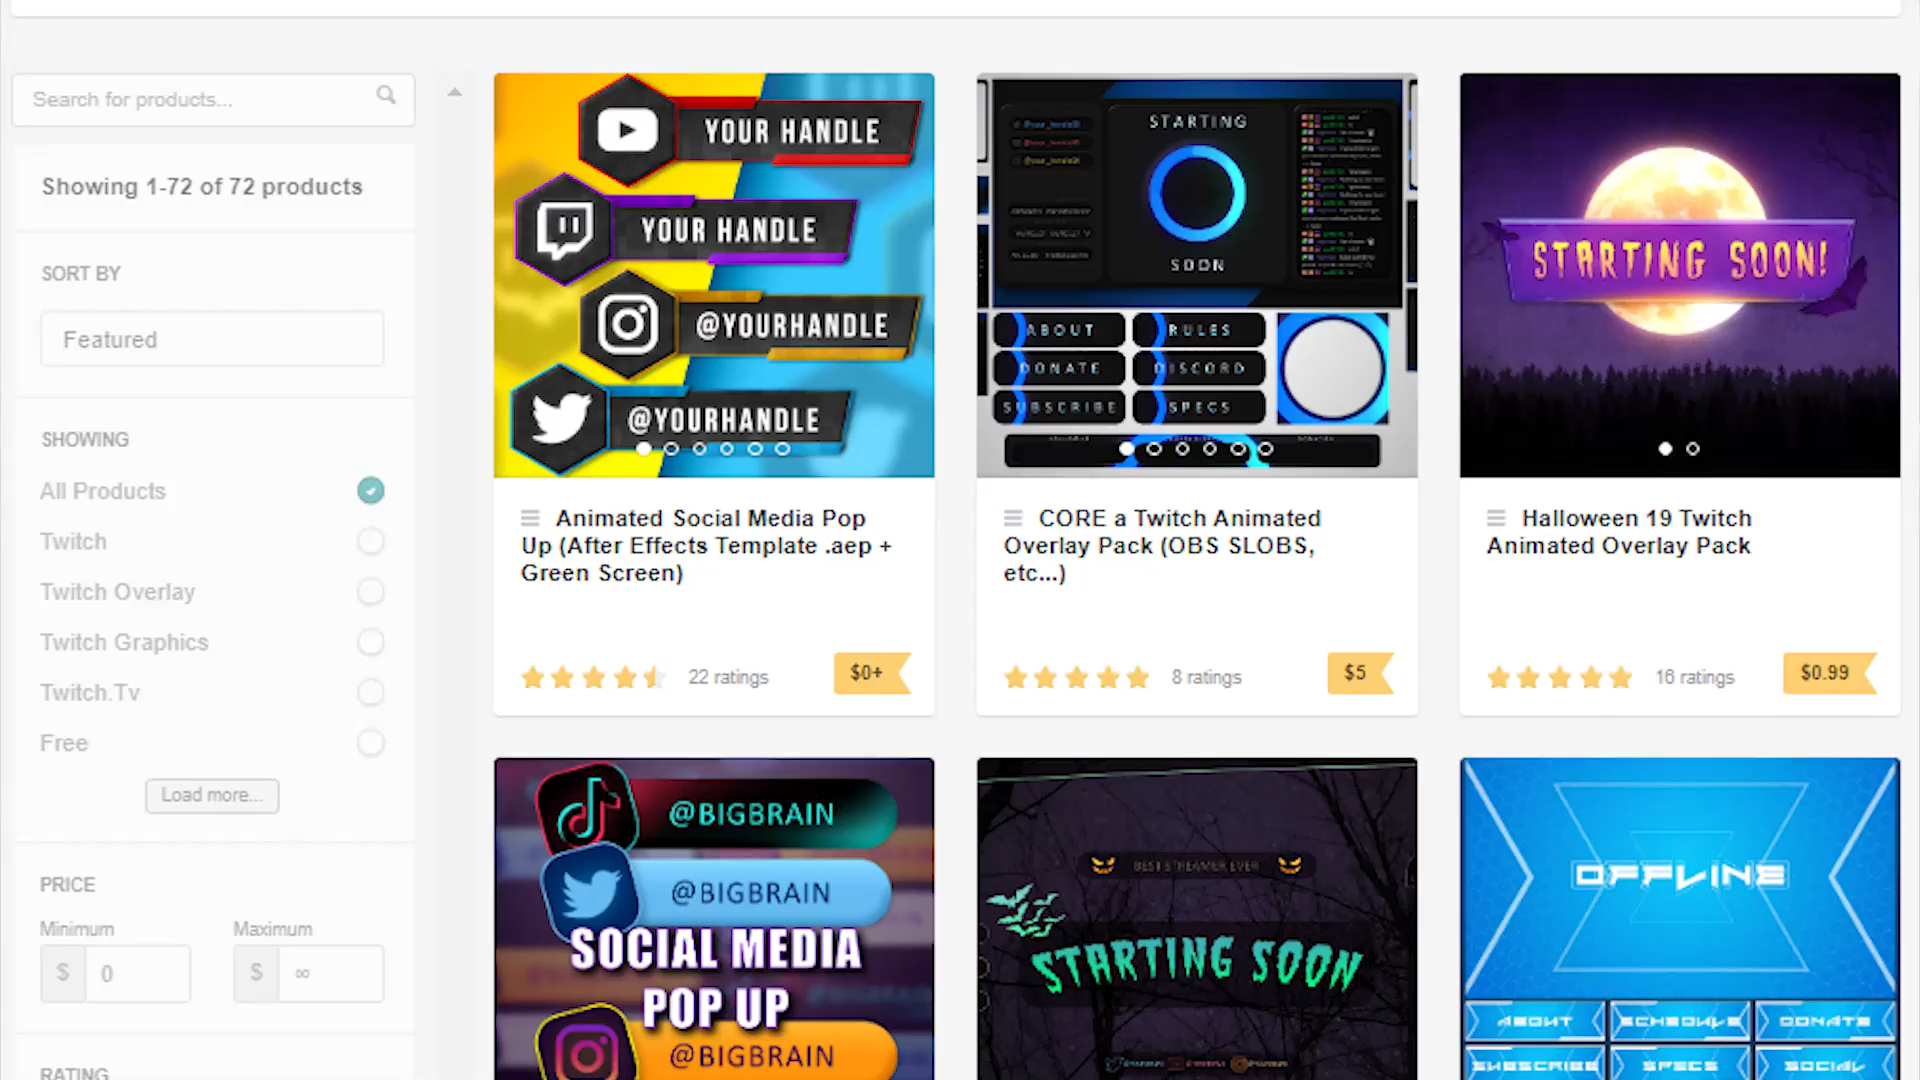 Search for products...
Showing 1-72 of 72 products
SORT BY
Featured
SHOWING
All Products
Twitch
Twitch Overlay
Twitch Graphics
Twitch.Tv
Free
Load more...
PRICE
Minimum
Maximum
$ 0
$ ∞
RATING
YOUR HANDLE
YOUR HANDLE
@YOURHANDLE
@YOURHANDLE
Animated Social Media Pop
Up (After Effects Template .aep +
Green Screen)
22 ratings
$0+
STARTING
SOON
ABOUT
RULES
DONATE
DISCORD
SUBSCRIBE
SPECS
CORE a Twitch Animated
Overlay Pack (OBS SLOBS,
etc...)
8 ratings
$5
STARTING SOON!
Halloween 19 Twitch
Animated Overlay Pack
16 ratings
$0.99
@BIGBRAIN
@BIGBRAIN
SOCIAL MEDIA
POP UP
@BIGBRAIN
BEST STREAMER EVER
STARTING SOON
OFFLINE
ABOUT
SCHEDULE
DONATE
SUBSCRIBE
SPECS
SOCIAL